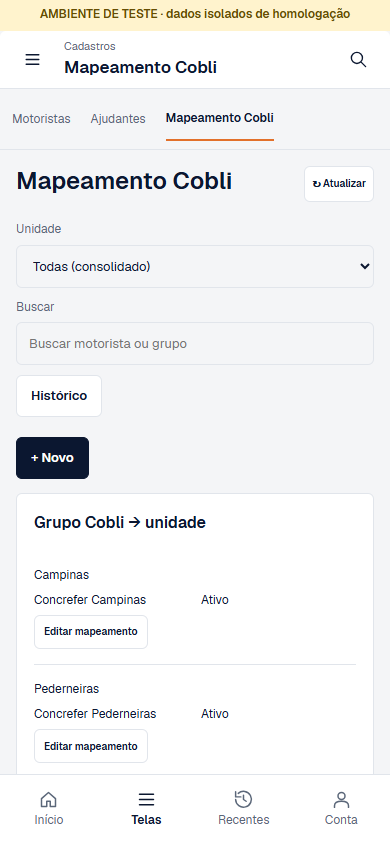 AMBIENTE DE TESTE · dados isolados de homologação
Cadastros
Mapeamento Cobli
Motoristas
Ajudantes
Mapeamento Cobli
Mapeamento Cobli
↻ Atualizar
Unidade
Todas (consolidado)
Buscar
Buscar motorista ou grupo
Histórico
+ Novo
Grupo Cobli → unidade
Campinas
Concrefer Campinas
Ativo
Editar mapeamento
Pederneiras
Concrefer Pederneiras
Ativo
Editar mapeamento
Início
Telas
Recentes
Conta